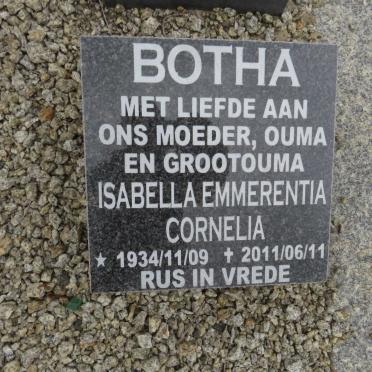 BOTHA
MET LIEFDE AAN
ONS MOEDER, OUMA
EN GROOTOUMA
ISABELLA EMMERENTIA
CORNELIA
★ 1934/11/09 ✝ 2011/06/11
RUS IN VREDE